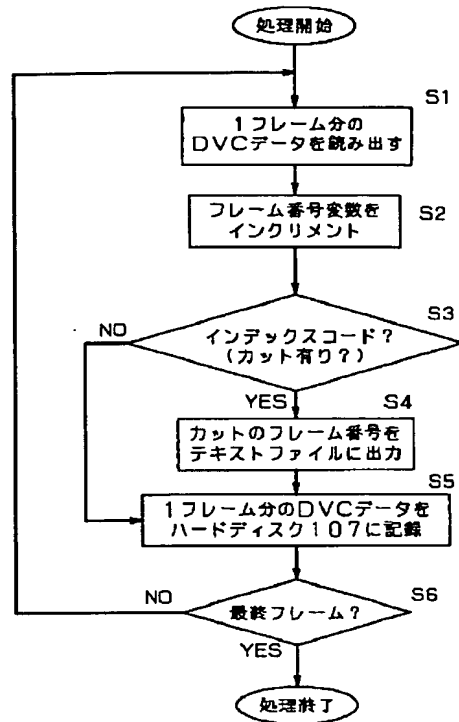 処理開始
S1
1フレーム分の
DVCデータを読み出す
S2
フレーム番号変数を
インクリメント
S3
NO
インデックスコード?
(カット有り?)
YES
S4
カットのフレーム番号を
テキストファイルに出力
S5
1フレーム分のDVCデータを
ハードディスク107に記録
NO
S6
最終フレーム?
YES
処理終了